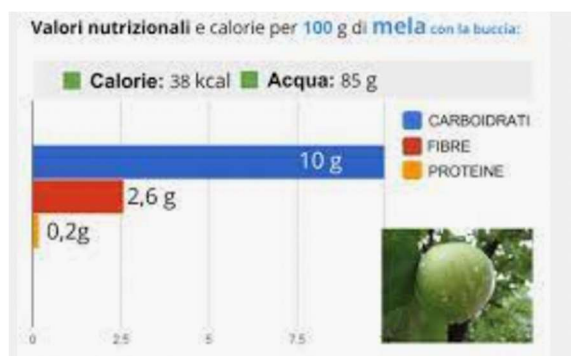 Valori nutrizionali e calorie per 100 g di mela con la buccia:
Calorie: 38 kcal Acqua: 85 g
CARBOIDRATI
FIBRE
PROTEINE
10 g
2,6 g
0,2g
0 2.5 5 7.5